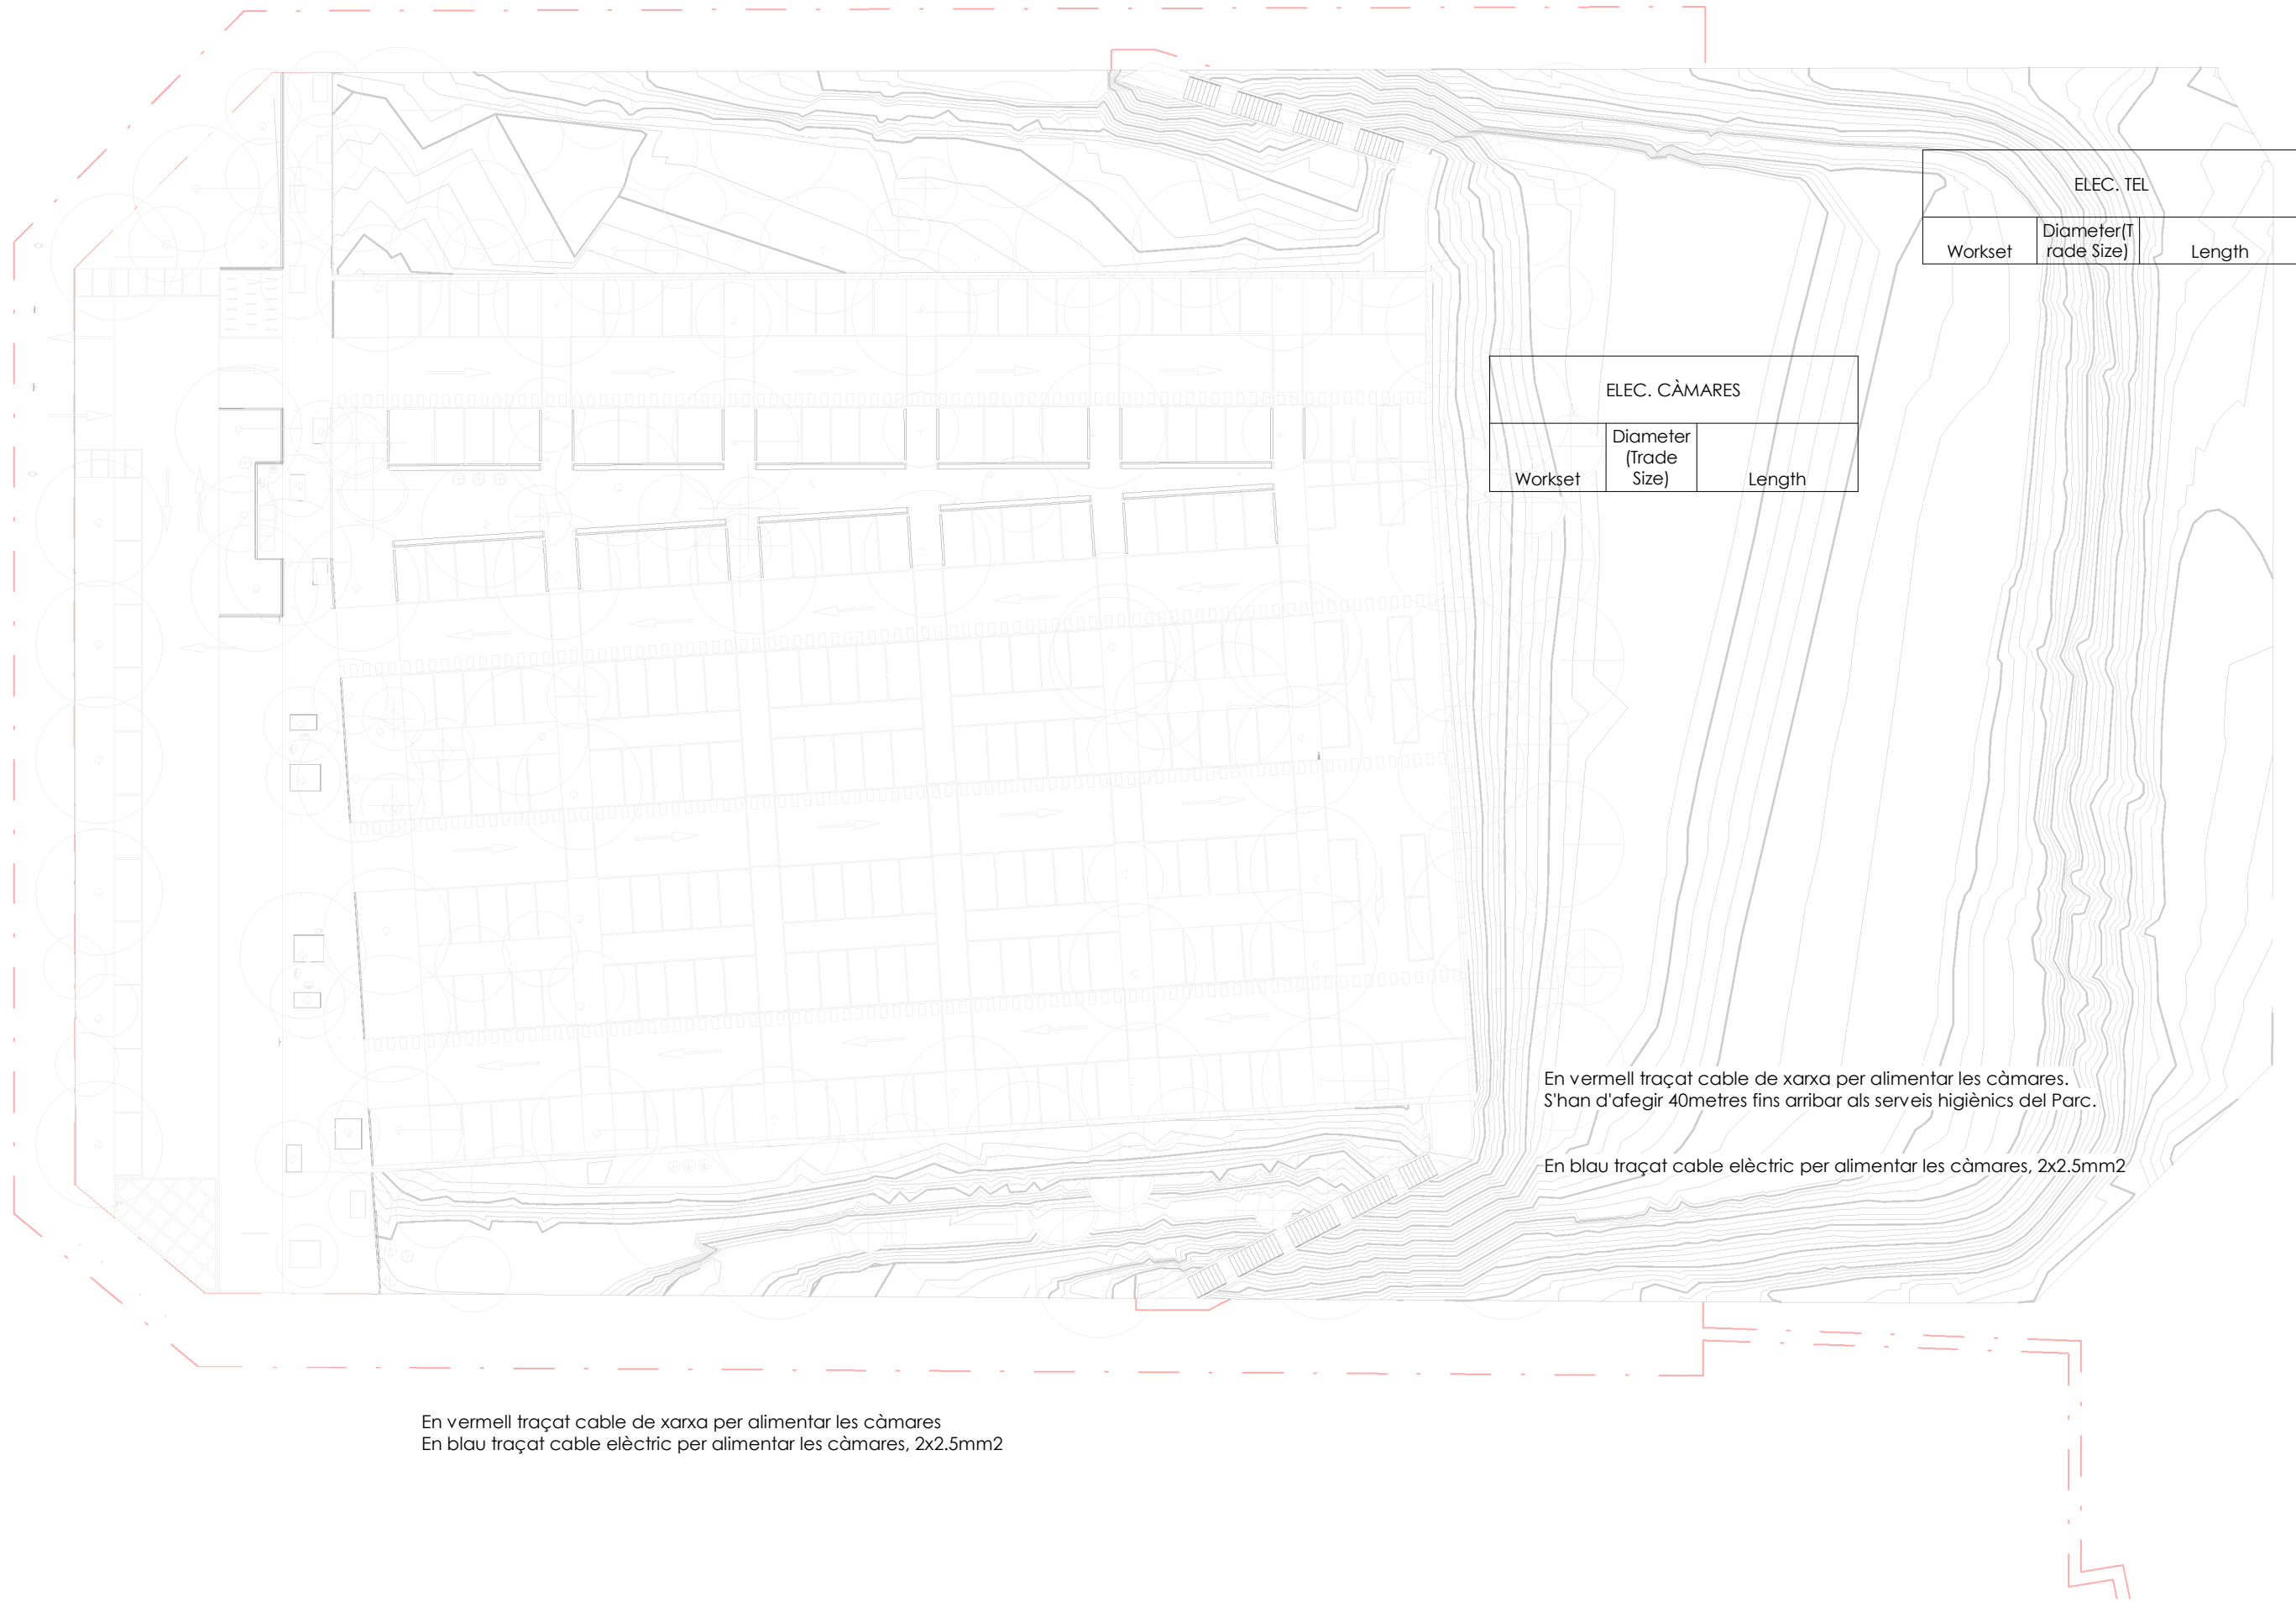 ELEC. TEL
Workset
Diameter(T
rade Size)
Length
ELEC. CÀMARES
Workset
Diameter
(Trade
Size)
Length
En vermell traçat cable de xarxa per alimentar les càmares.
S'han d'afegir 40metres fins arribar als serveis higiènics del Parc.
En blau traçat cable elèctric per alimentar les càmares, 2x2.5mm2
En vermell traçat cable de xarxa per alimentar les càmares
En blau traçat cable elèctric per alimentar les càmares, 2x2.5mm2